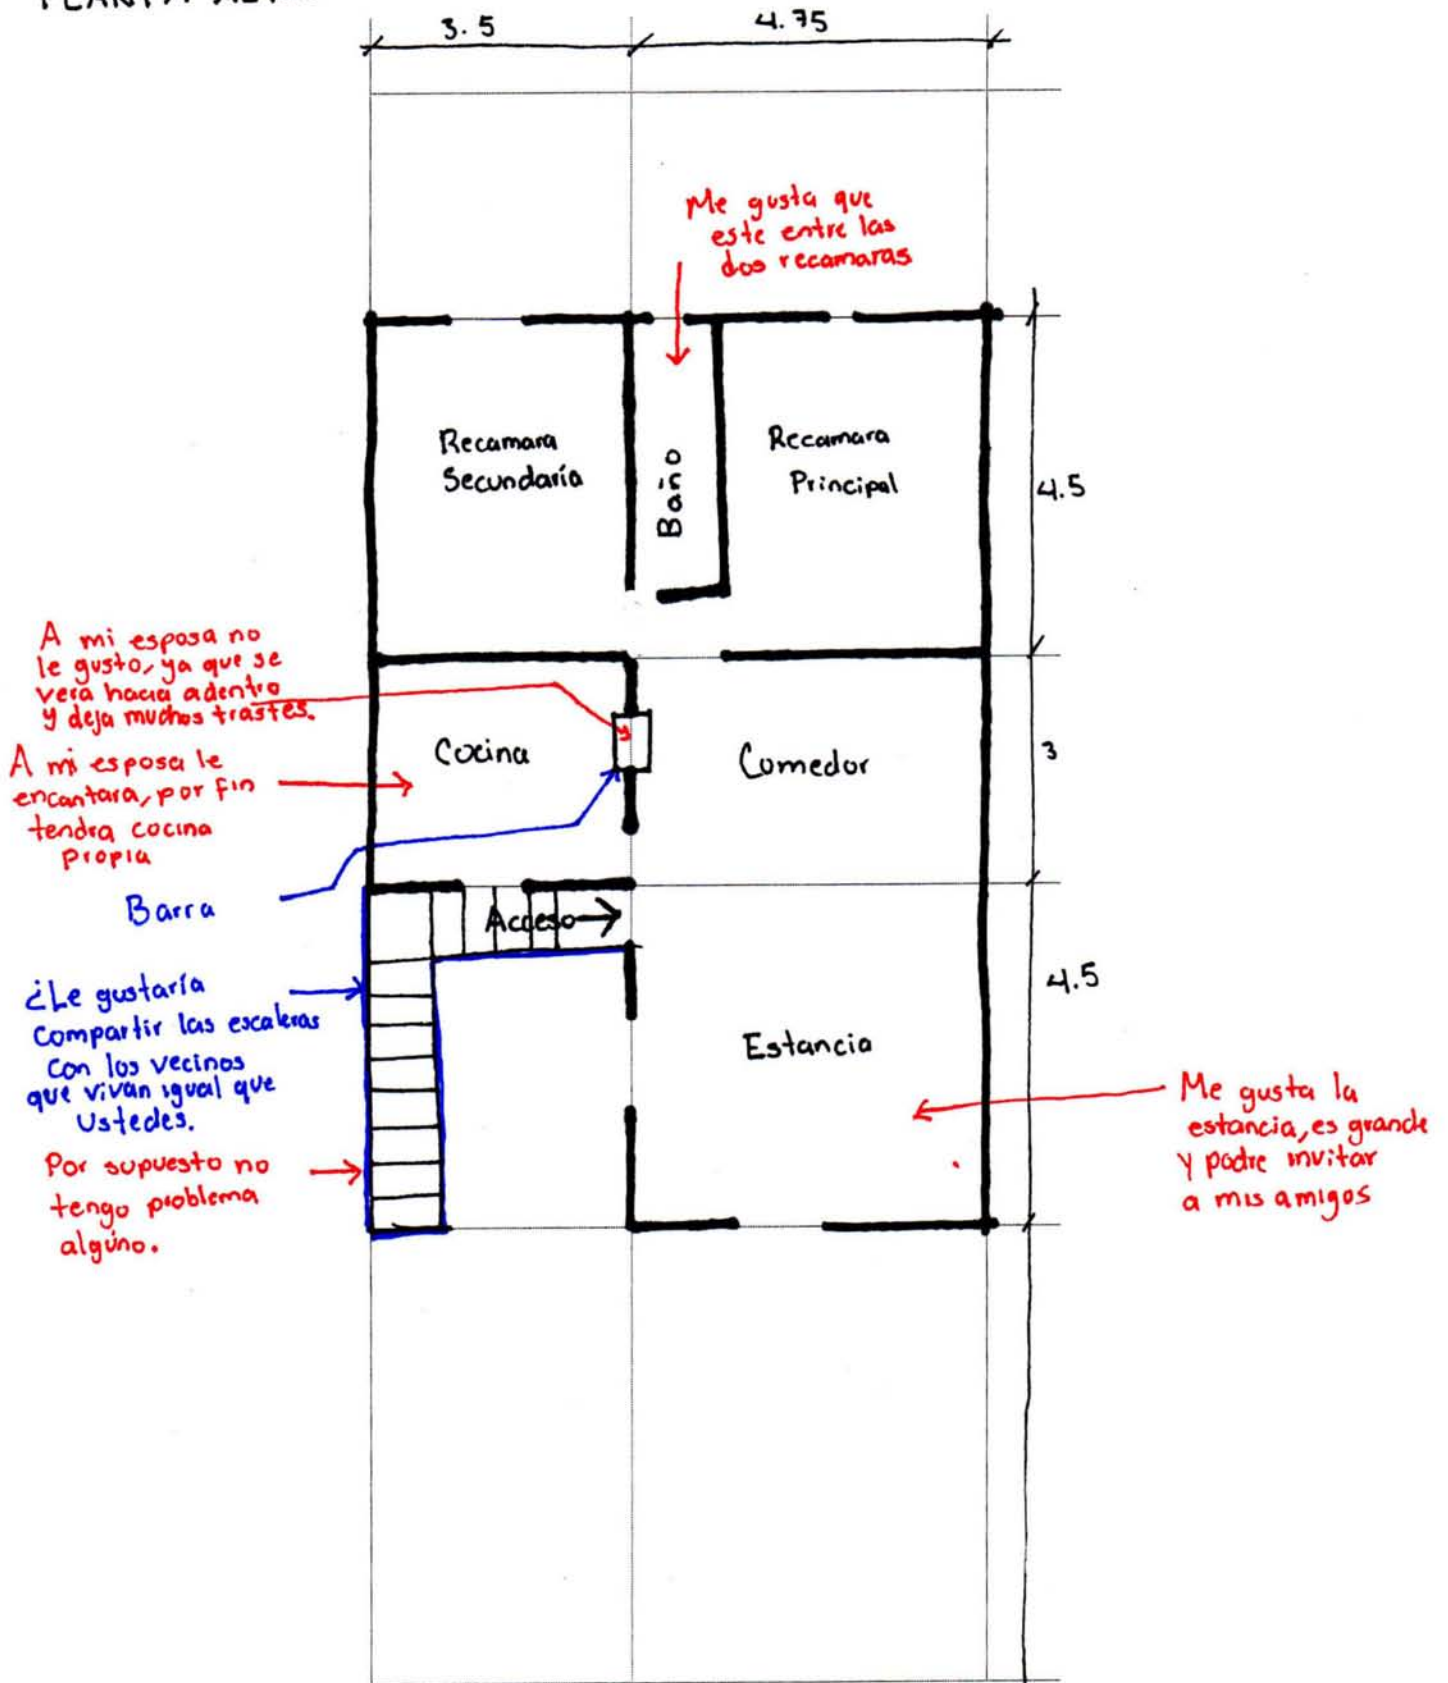 3.5
4.75
Me gusta que
este entre las
dos recamaras
Recamara
Secundaría
Baño
Recamara
Principal
4.5
A mi esposa no
le gusto, ya que se
vera hacia adentro
y deja muchos trastes.
A mi esposa le
encantara, por fin
tendra cocina
propia
Cocina
Comedor
3
Barra
Acceso
¿Le gustaría
compartir las escaleras
con los vecinos
que vivan igual que
Ustedes.
Por supuesto no
tengo problema
algúno.
4.5
Estancia
Me gusta la
estancia, es grande
y podre invitar
a mis amigos